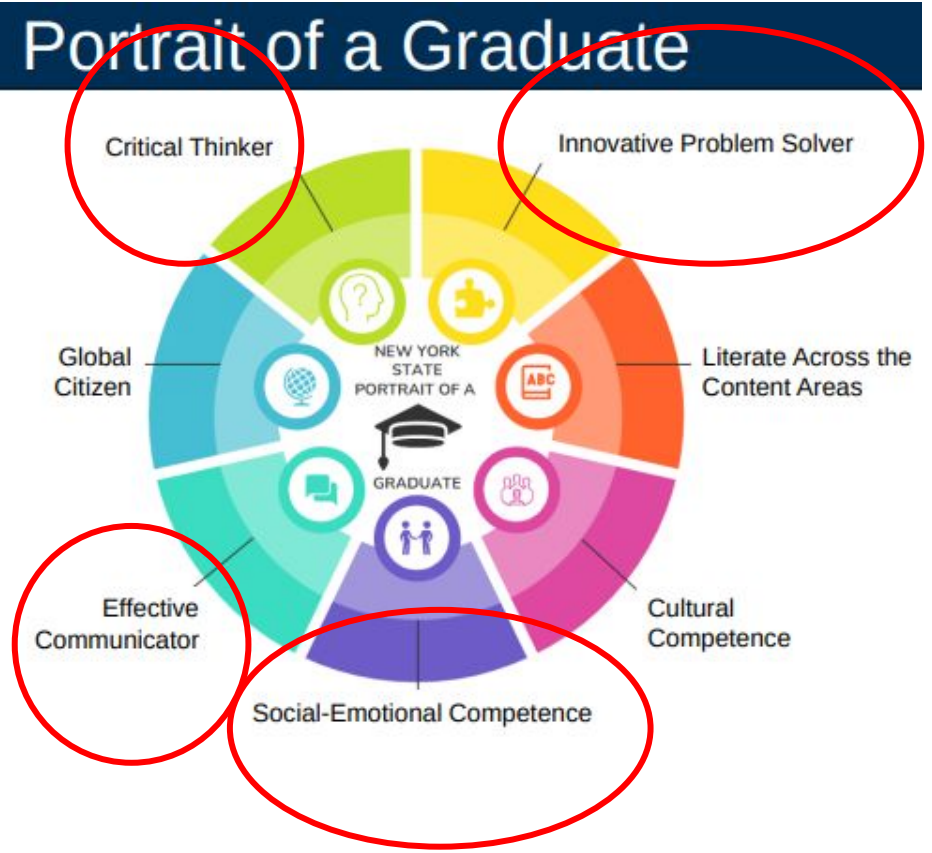 Portrait of a Graduate
Critical Thinker
Innovative Problem Solver
Global
Citizen
Literate Across the
Content Areas
NEW YORK
STATE
PORTRAIT OF A
GRADUATE
ABC
?
Effective
Communicator
Cultural
Competence
Social-Emotional Competence